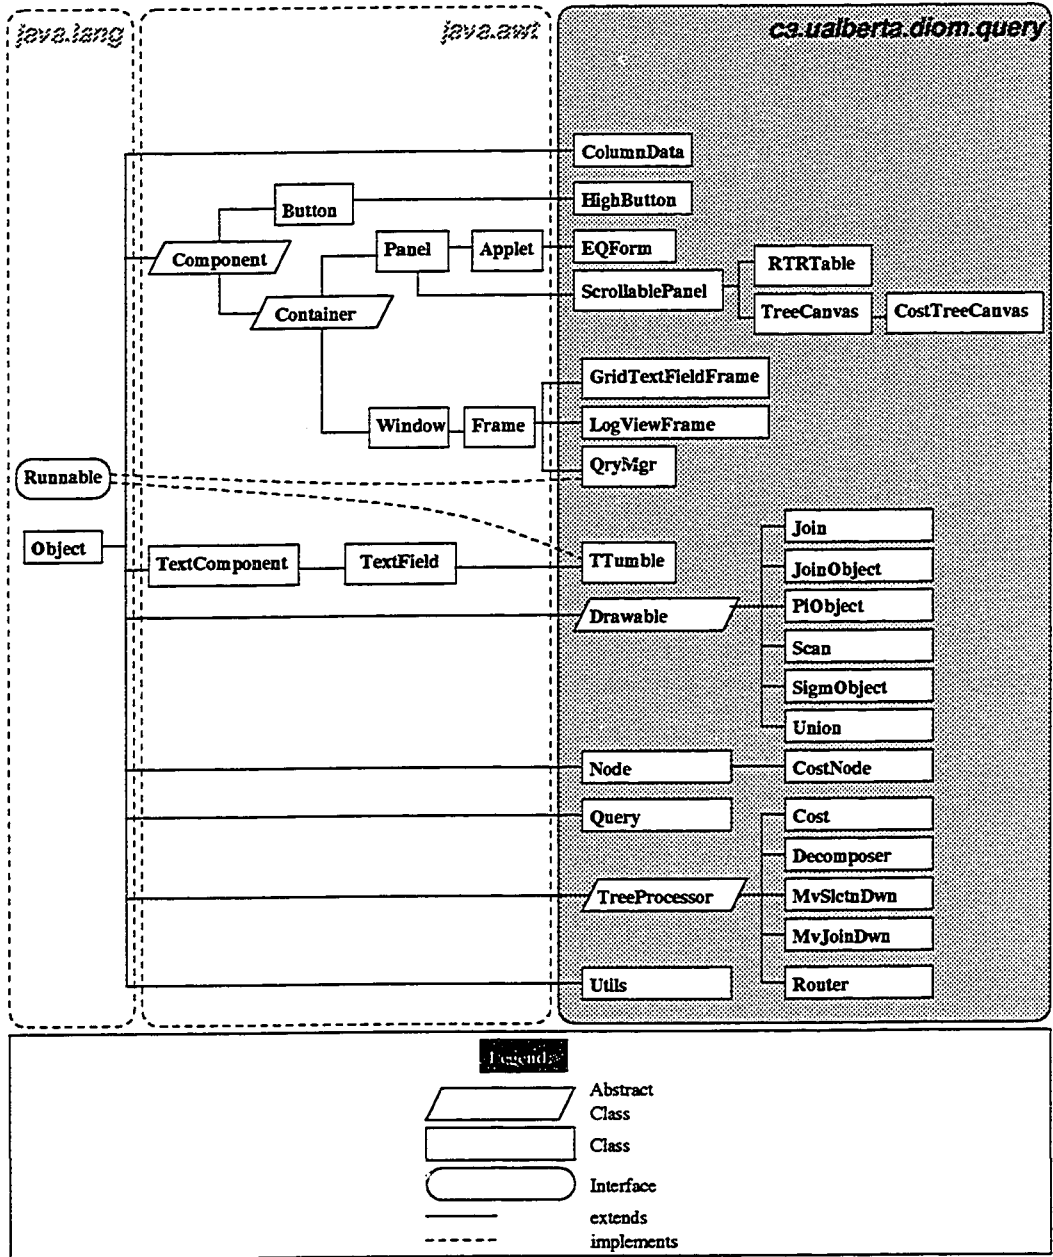 java.lang
java.awt
ca.ualberta.diom.query
ColumnData
Button
HighButton
Component
Panel
Applet
EQForm
RTRTable
ScrollablePanel
Container
TreeCanvas
CostTreeCanvas
GridTextFieldFrame
Window
Frame
LogViewFrame
QryMgr
Runnable
Object
TextComponent
TextField
TTumble
Join
JoinObject
Drawable
PiObject
Scan
SigmObject
Union
Node
CostNode
Query
Cost
Decomposer
TreeProcessor
MvSlctnDwn
MvJoinDwn
Utils
Router
Legend:
Abstract
Class
Class
Interface
extends
implements